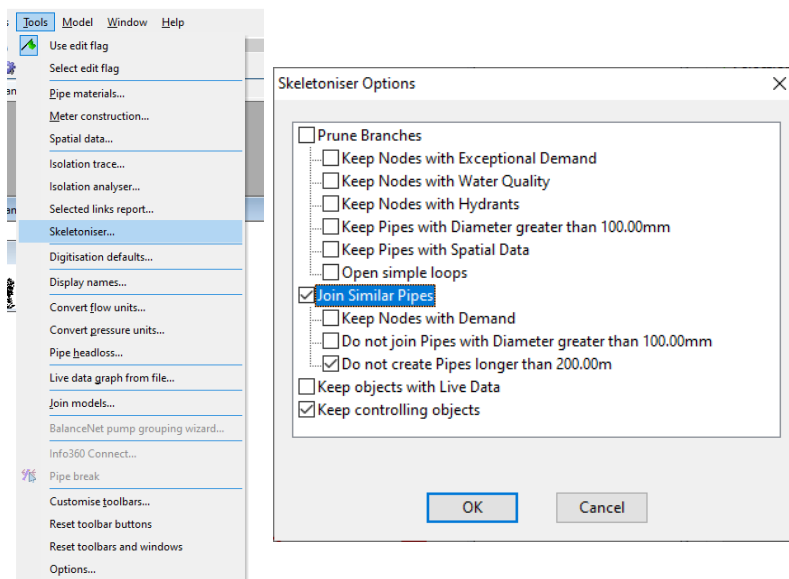 Tools Model Window Help
Use edit flag
Select edit flag
Pipe materials...
Meter construction...
Spatial data...
Isolation trace...
Isolation analyser...
Selected links report...
Skeletoniser...
Digitisation defaults...
Display names...
Convert flow units...
Convert pressure units...
Pipe headloss...
Live data graph from file...
Join models...
BalanceNet pump grouping wizard...
Info360 Connect...
Pipe break
Customise toolbars...
Reset toolbar buttons
Reset toolbars and windows
Options...
Skeletoniser Options
Prune Branches
Keep Nodes with Exceptional Demand
Keep Nodes with Water Quality
Keep Nodes with Hydrants
Keep Pipes with Diameter greater than 100.00mm
Keep Pipes with Spatial Data
Open simple loops
Join Similar Pipes
Keep Nodes with Demand
Do not join Pipes with Diameter greater than 100.00mm
Do not create Pipes longer than 200.00m
Keep objects with Live Data
Keep controlling objects
OK Cancel